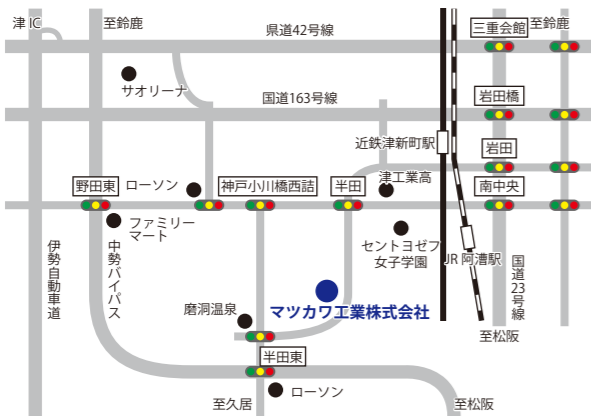 津 IC
至鈴鹿
県道42号線
三重会館
至鈴鹿
サオリーナ
国道163号線
岩田橋
近鉄津新町駅
岩田
野田東
ローソン
神戸小川橋西詰
半田
津工業高
南中央
ファミリー
マート
セントヨゼフ
女子学園
JR 阿漕駅
伊勢自動車道
中勢バイパス
国道23号線
磨洞温泉
マツカワ工業株式会社
至松阪
半田東
ローソン
至久居
至松阪